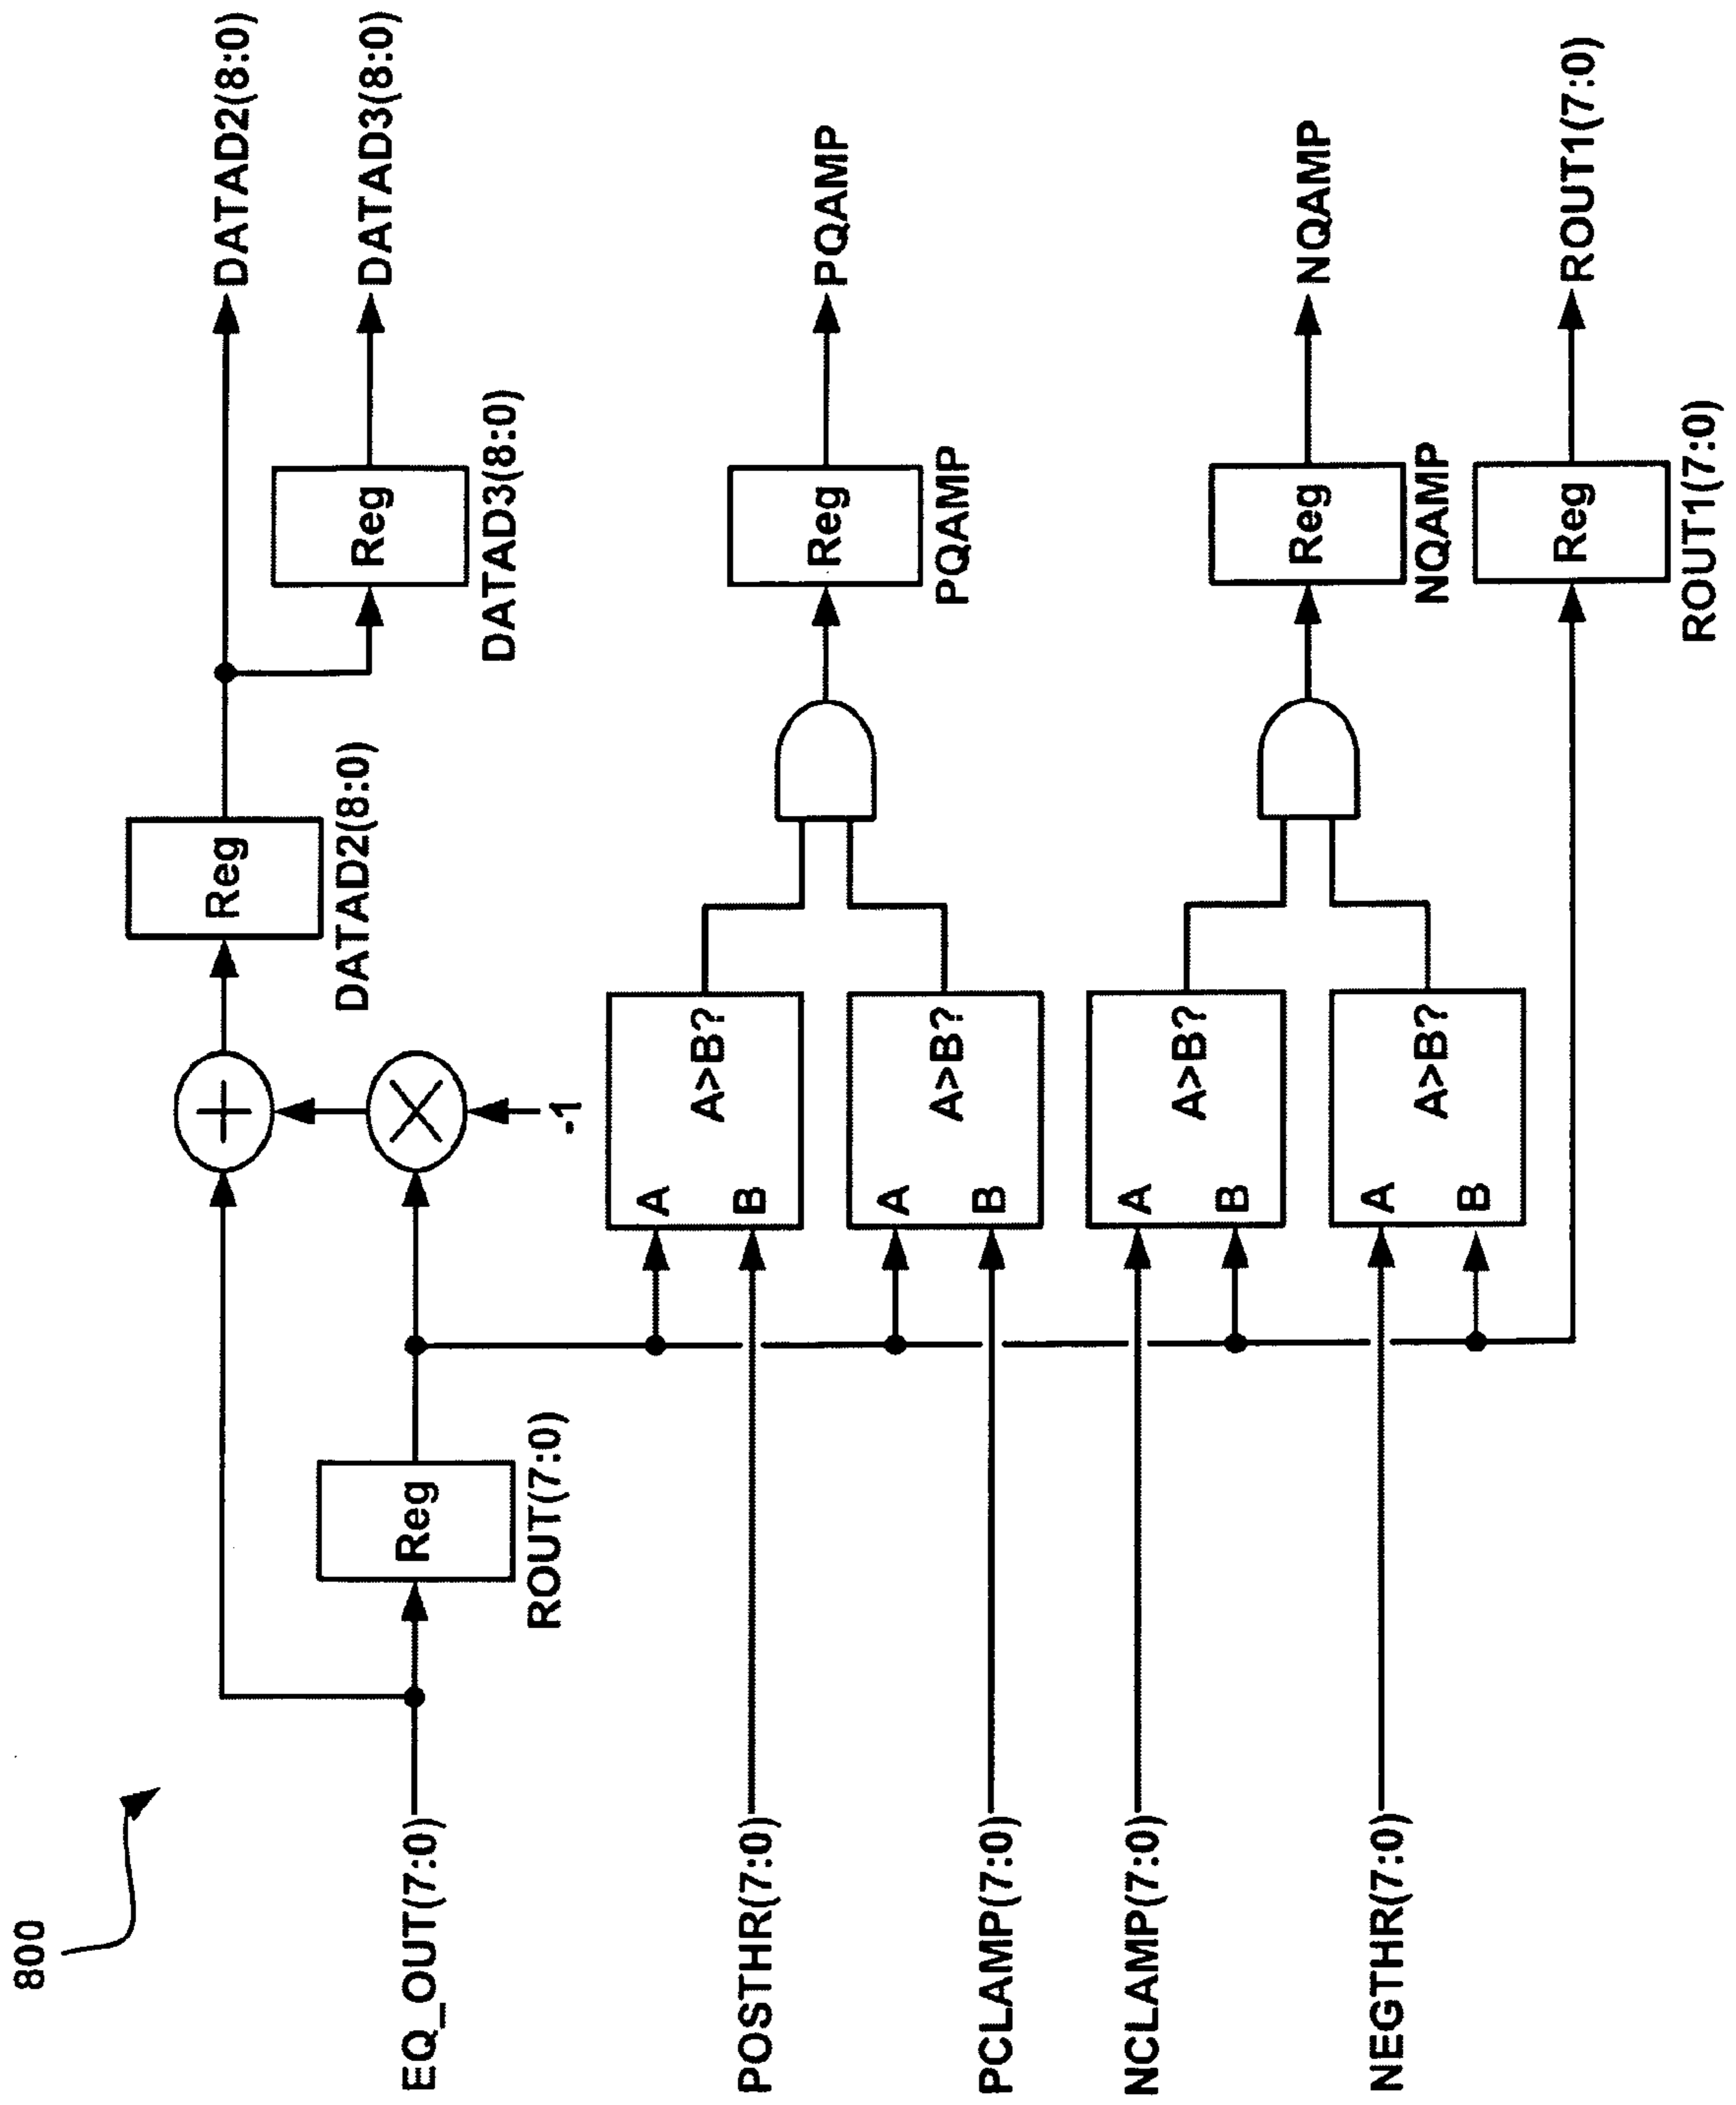 800
EQ_OUT(7:0)
Reg
ROUT(7:0)
-1
Reg
DATAD2(8:0)
DATAD2(8:0)
Reg
DATAD3(8:0)
DATAD3(8:0)
POSTHR(7:0)
A
B
A>B?
PCLAMP(7:0)
A
B
A>B?
Reg
PQAMP
PQAMP
NCLAMP(7:0)
A
B
A>B?
NEGTHR(7:0)
A
B
A>B?
Reg
NQAMP
NQAMP
Reg
ROUT1(7:0)
ROUT1(7:0)